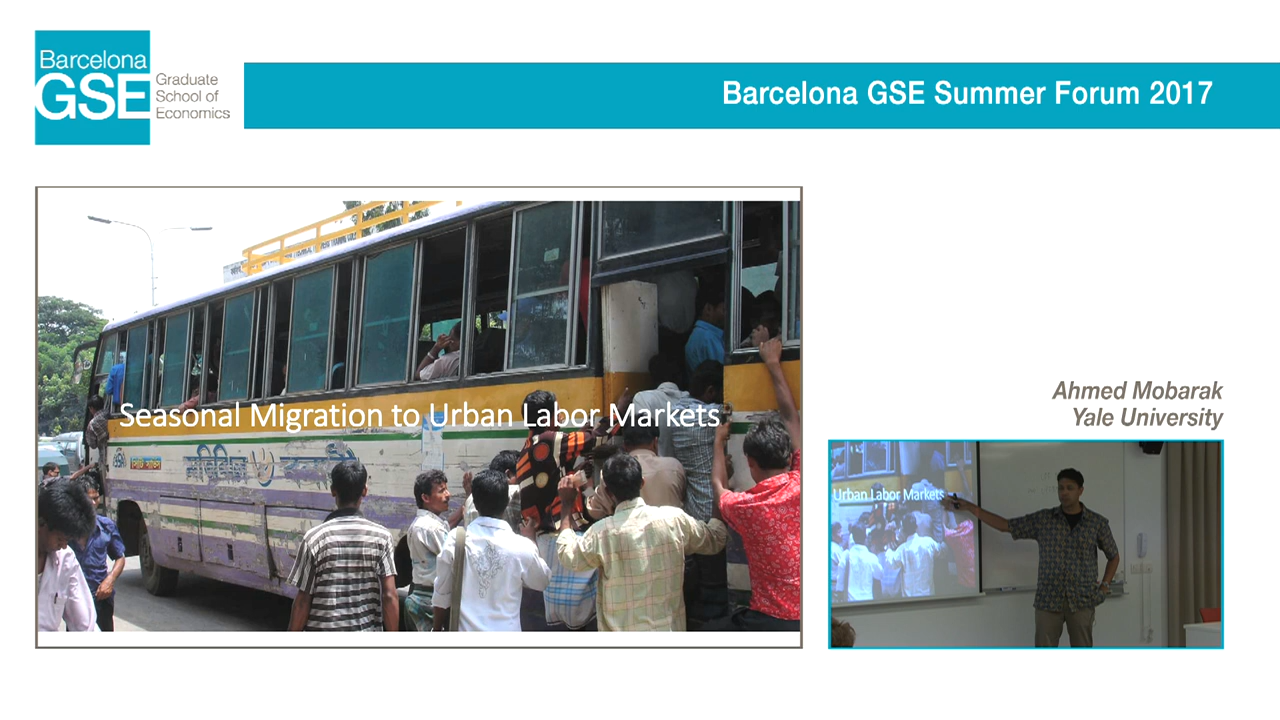 Barcelona
GSE
Graduate
School of
Economics
Barcelona GSE Summer Forum 2017
Seasonal Migration to Urban Labor Markets
Ahmed Mobarak
Yale University
Urban Labor Markets